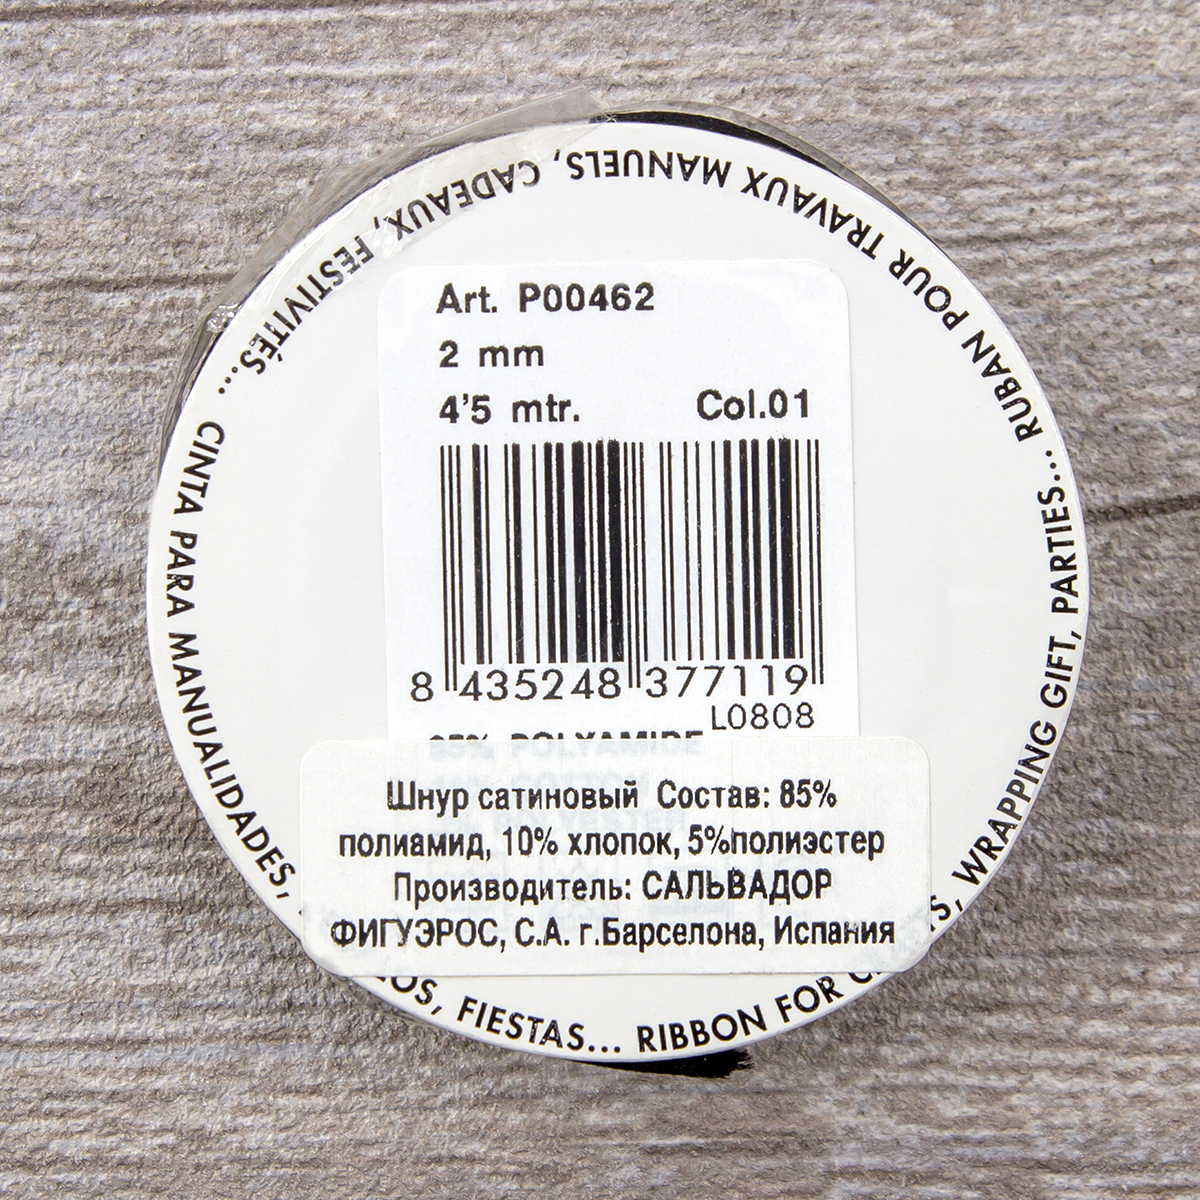 Art. P00462
2 mm
4'5 mtr. Col.01
8 435248 377119
L0808
85% POLYAMIDE
Шнур сатиновый Состав: 85%
полиамид, 10% хлопок, 5%полиэстер
Производитель: САЛЬВАДОР
ФИГУЭРОС, С.А. г.Барселона, Испания
CINTA PARA MANUALIDADES,
FIESTAS...
RIBBON FOR
WRAPPING GIFT, PARTIES...
RUBAN POUR TRAVAUX MANUELS, CADEAUX, FESTIVITÉS...